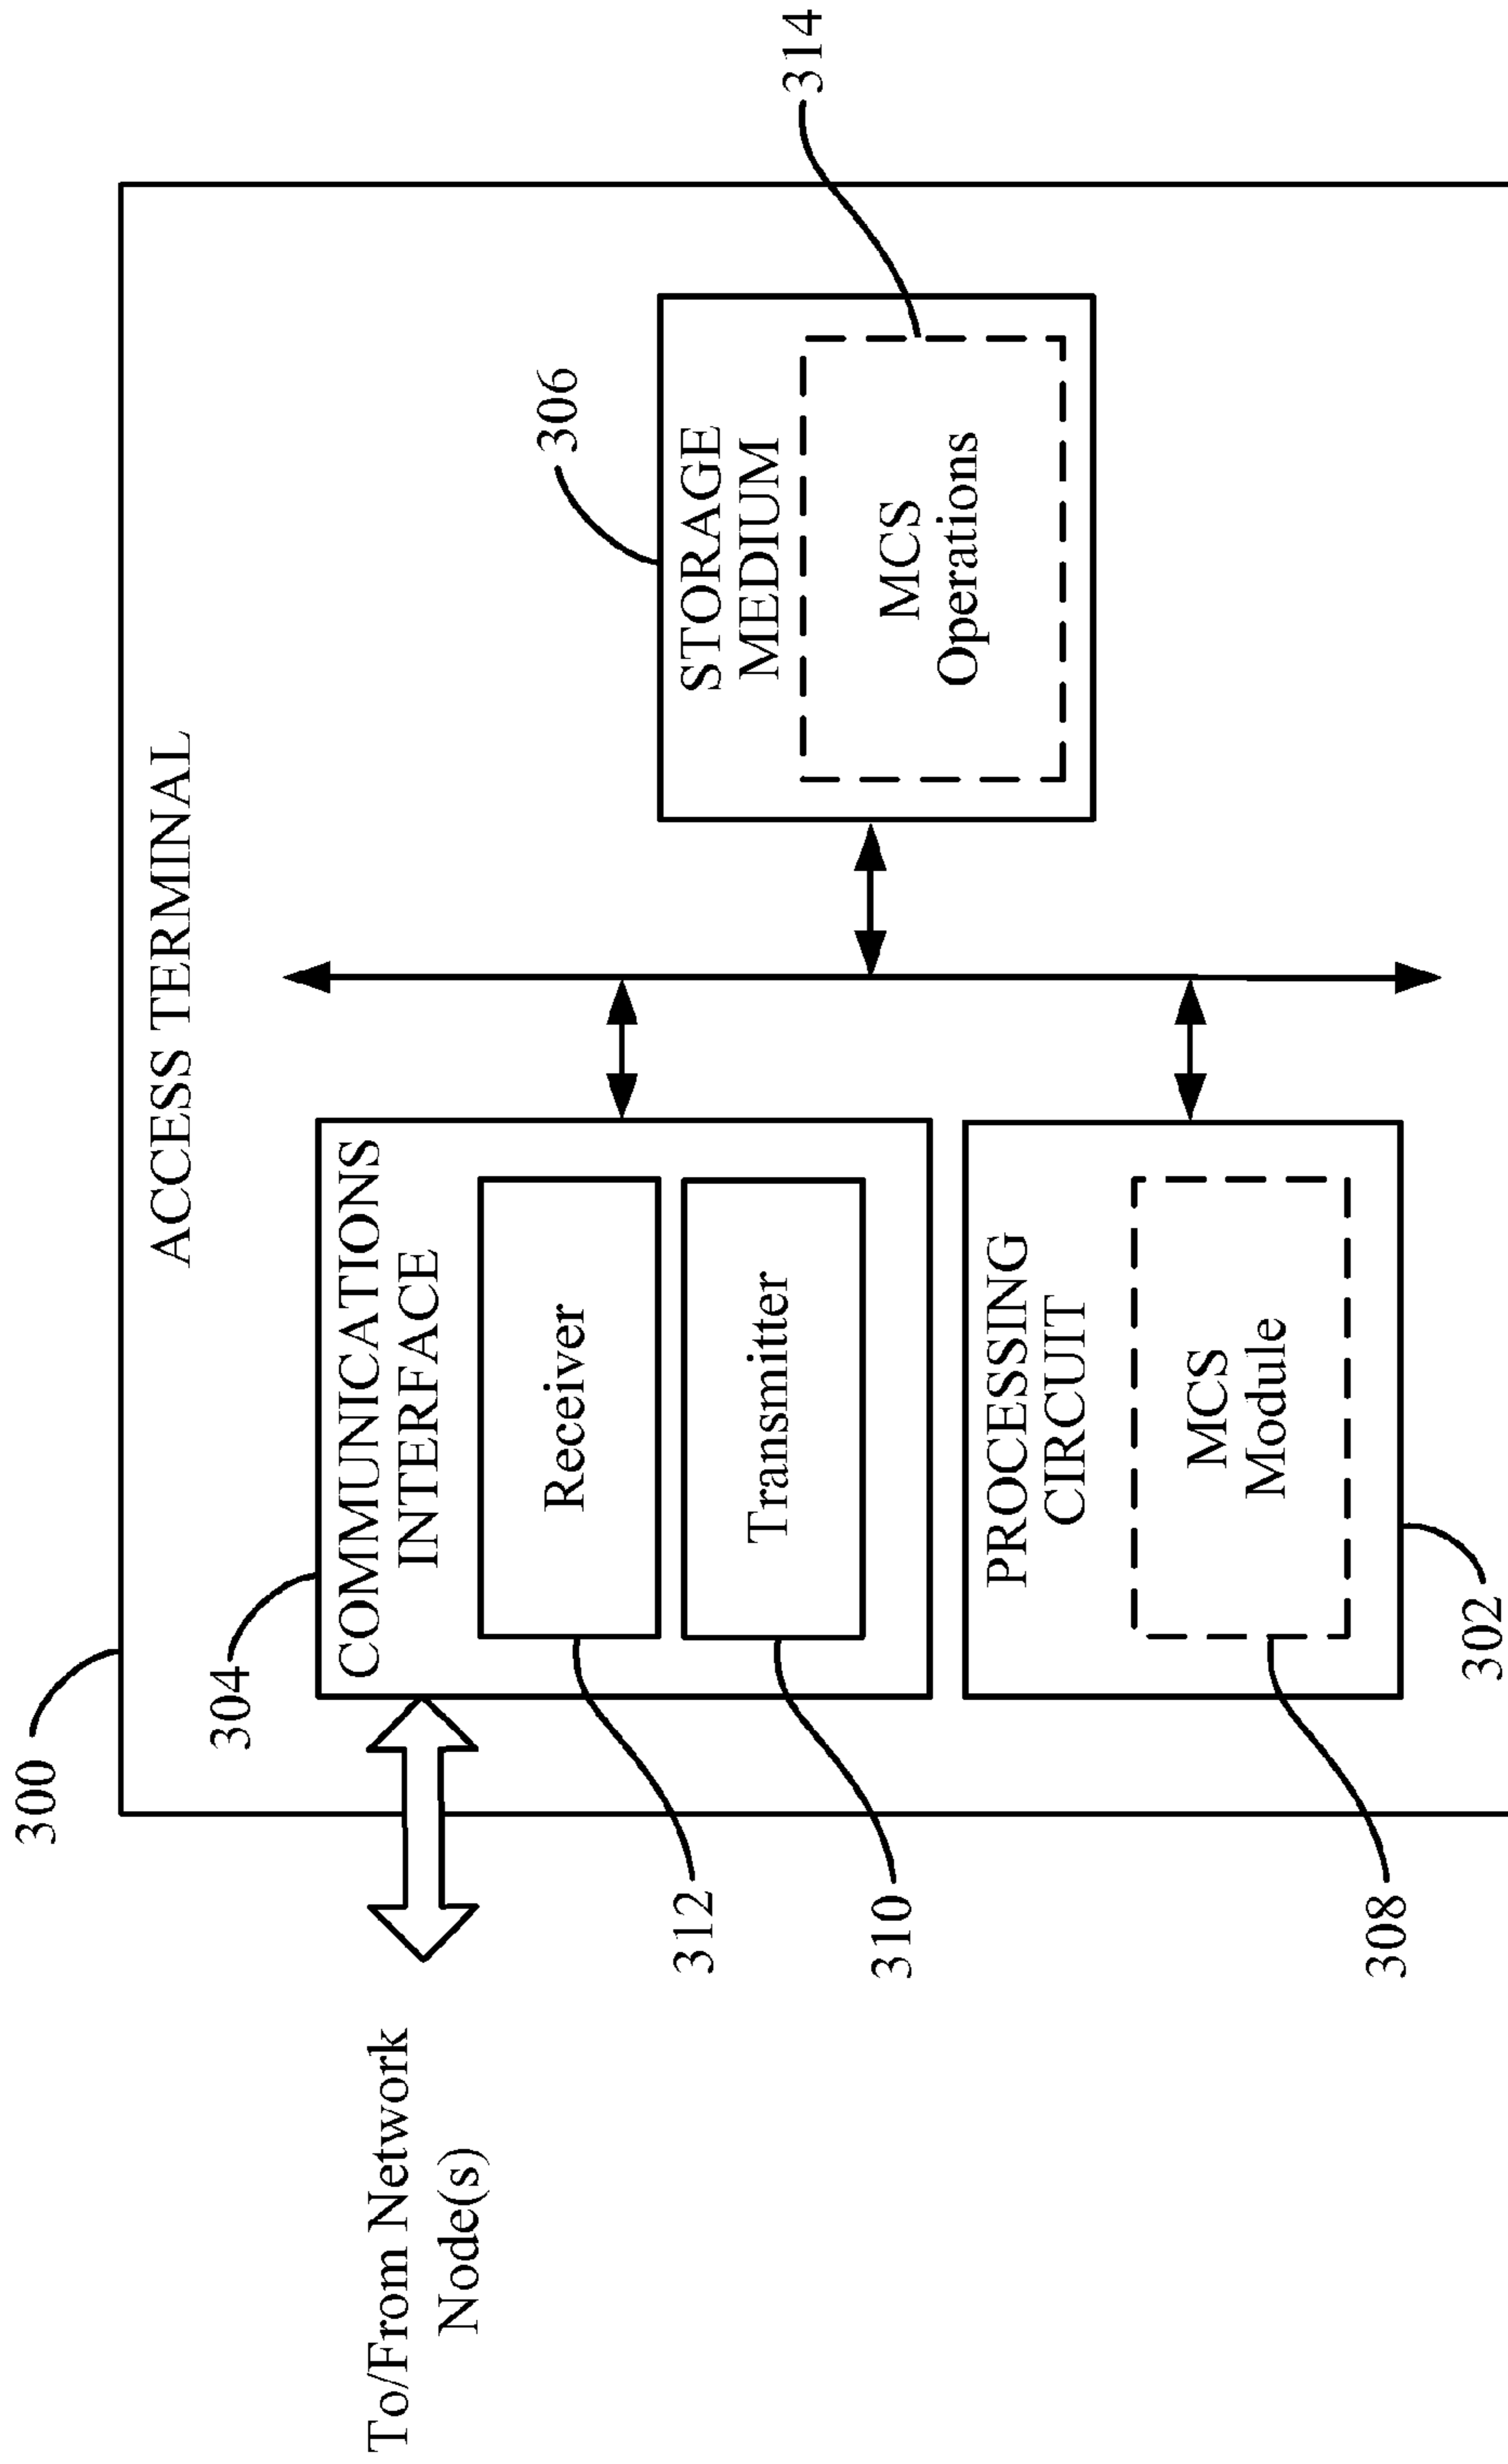 300
ACCESS TERMINAL
304
To/From Network
Node(s)
COMMUNICATIONS
INTERFACE
Receiver
312
Transmitter
310
306
STORAGE
MEDIUM
MCS
Operations
314
PROCESSING
CIRCUIT
MCS
Module
308
302